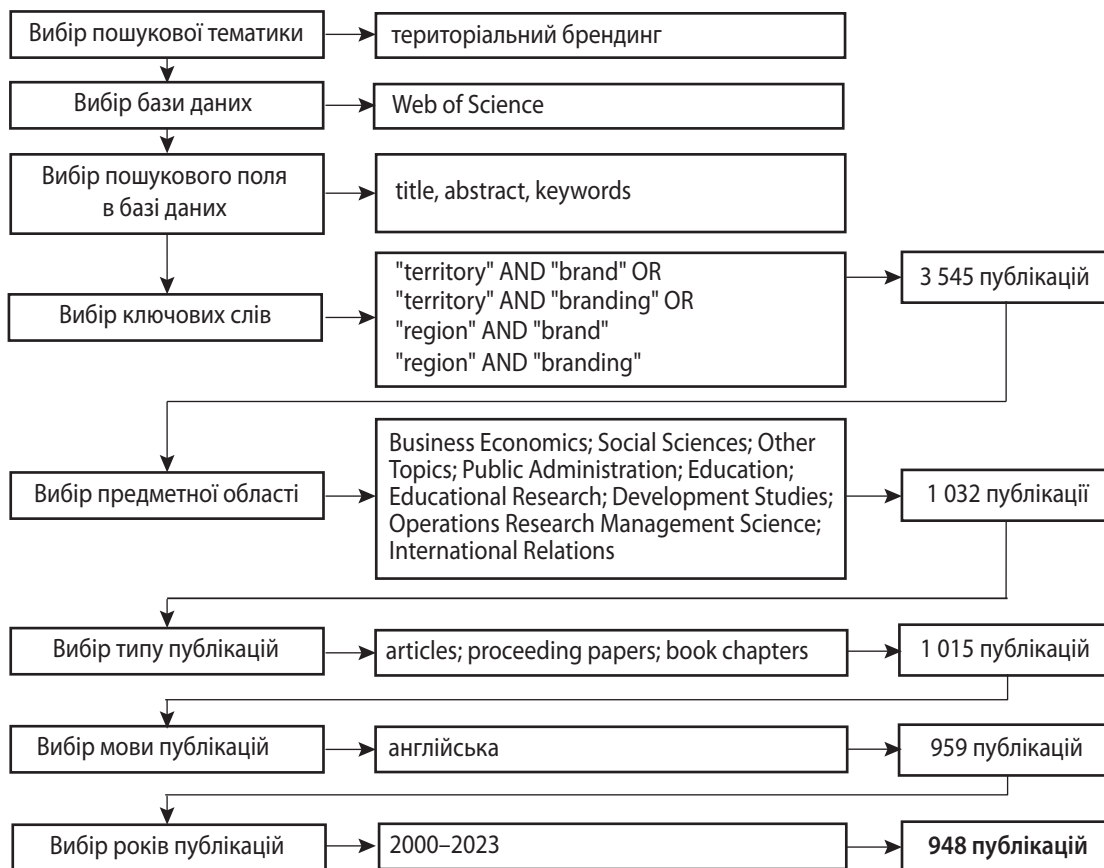 Вибір пошукової тематики
територіальний брендинг
Вибір бази даних
Web of Science
Вибір пошукового поля
в базі даних
title, abstract, keywords
Вибір ключових слів
"territory" AND "brand" OR
"territory" AND "branding" OR
"region" AND "brand"
"region" AND "branding"
3 545 публікацій
Вибір предметної області
Business Economics; Social Sciences; Other
Topics; Public Administration; Education;
Educational Research; Development Studies;
Operations Research Management Science;
International Relations
1 032 публікації
Вибір типу публікацій
articles; proceeding papers; book chapters
1 015 публікацій
Вибір мови публікацій
англійська
959 публікацій
Вибір років публікацій
2000–2023
948 публікацій